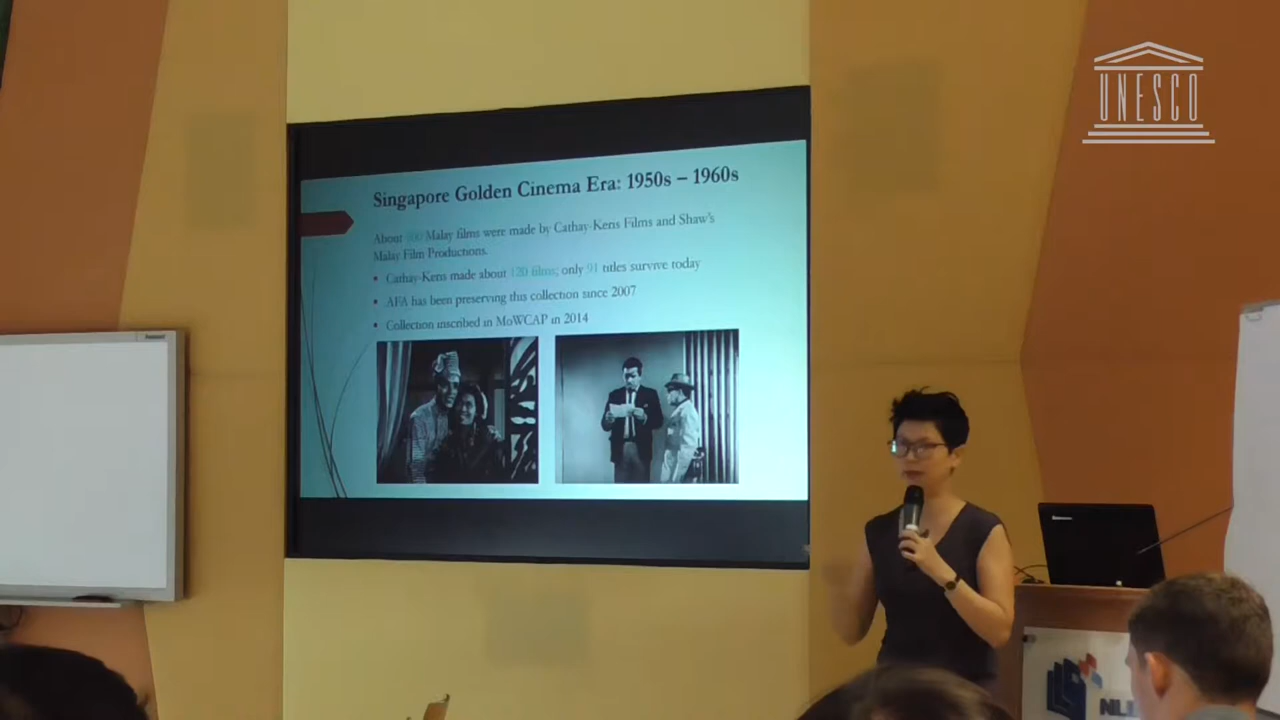 UNESCO
Singapore Golden Cinema Era: 1950s – 1960s
About Malay films were made by Cathay-Keris Films and Shaw's
Malay Film Productions.
Cathay-Keris made about 120 films; only 91 titles survive today
AFA has been preserving this collection since 2007
Collection inscribed in MoWCAP in 2014